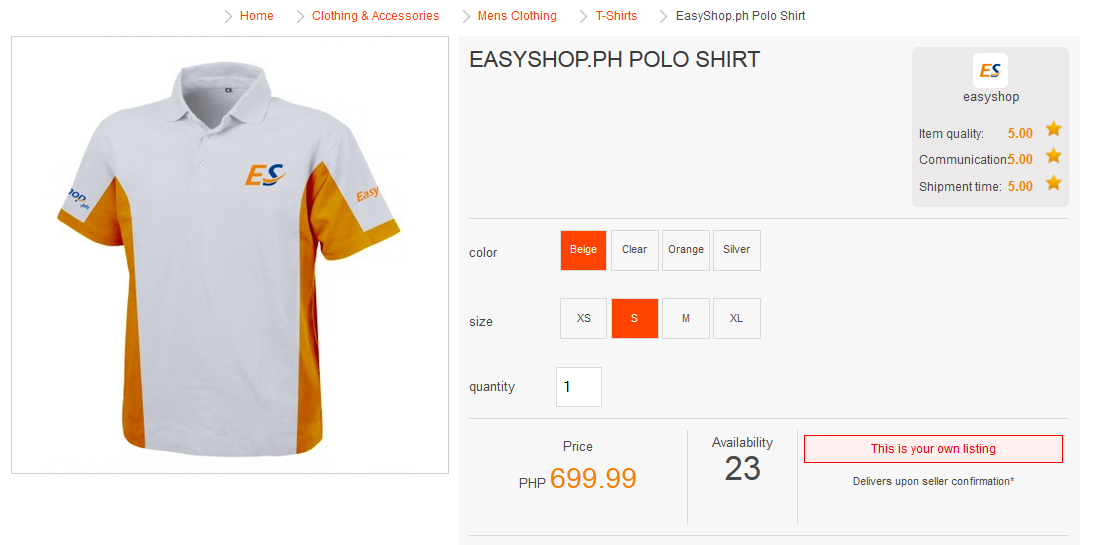 Home Clothing & Accessories Mens Clothing T-Shirts EasyShop.ph Polo Shirt
EASYSHOP.PH POLO SHIRT
ES
easyshop
Item quality: 5.00
Communication: 5.00
Shipment time: 5.00
ES
Easy
.ph
color Beige Clear Orange Silver
size XS S M XL
quantity 1
Price
PHP 699.99
Availability
23
This is your own listing
Delivers upon seller confirmation*